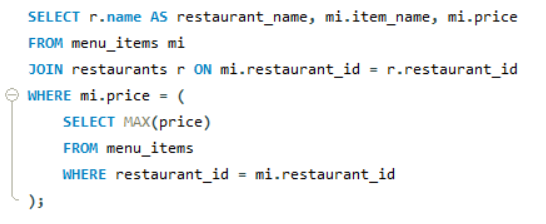 SELECT r.name AS restaurant_name, mi.item_name, mi.price
FROM menu_items mi
JOIN restaurants r ON mi.restaurant_id = r.restaurant_id
WHERE mi.price = (
SELECT MAX(price)
FROM menu_items
WHERE restaurant_id = mi.restaurant_id
);